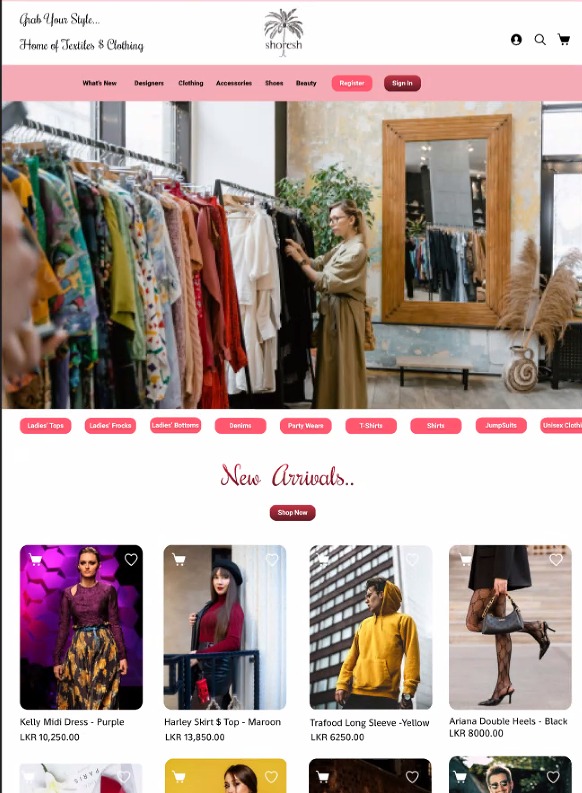 Grab Your Style...
Home of Textiles $ Clothing
shoresh
What's New Designers Clothing Accessories Shoes Beauty Register Sign In
Ladies' Tops Ladies' Frocks Ladies' Bottoms Denims Party Wears T-Shirts Shirts JumpSuits Unisex Clothi
New Arrivals..
Shop Now
Kelly Midi Dress - Purple
LKR 10,250.00
Harley Skirt $ Top - Maroon
LKR 13,850.00
Trafood Long Sleeve -Yellow
LKR 6250.00
Ariana Double Heels - Black
LKR 8000.00
PARIS